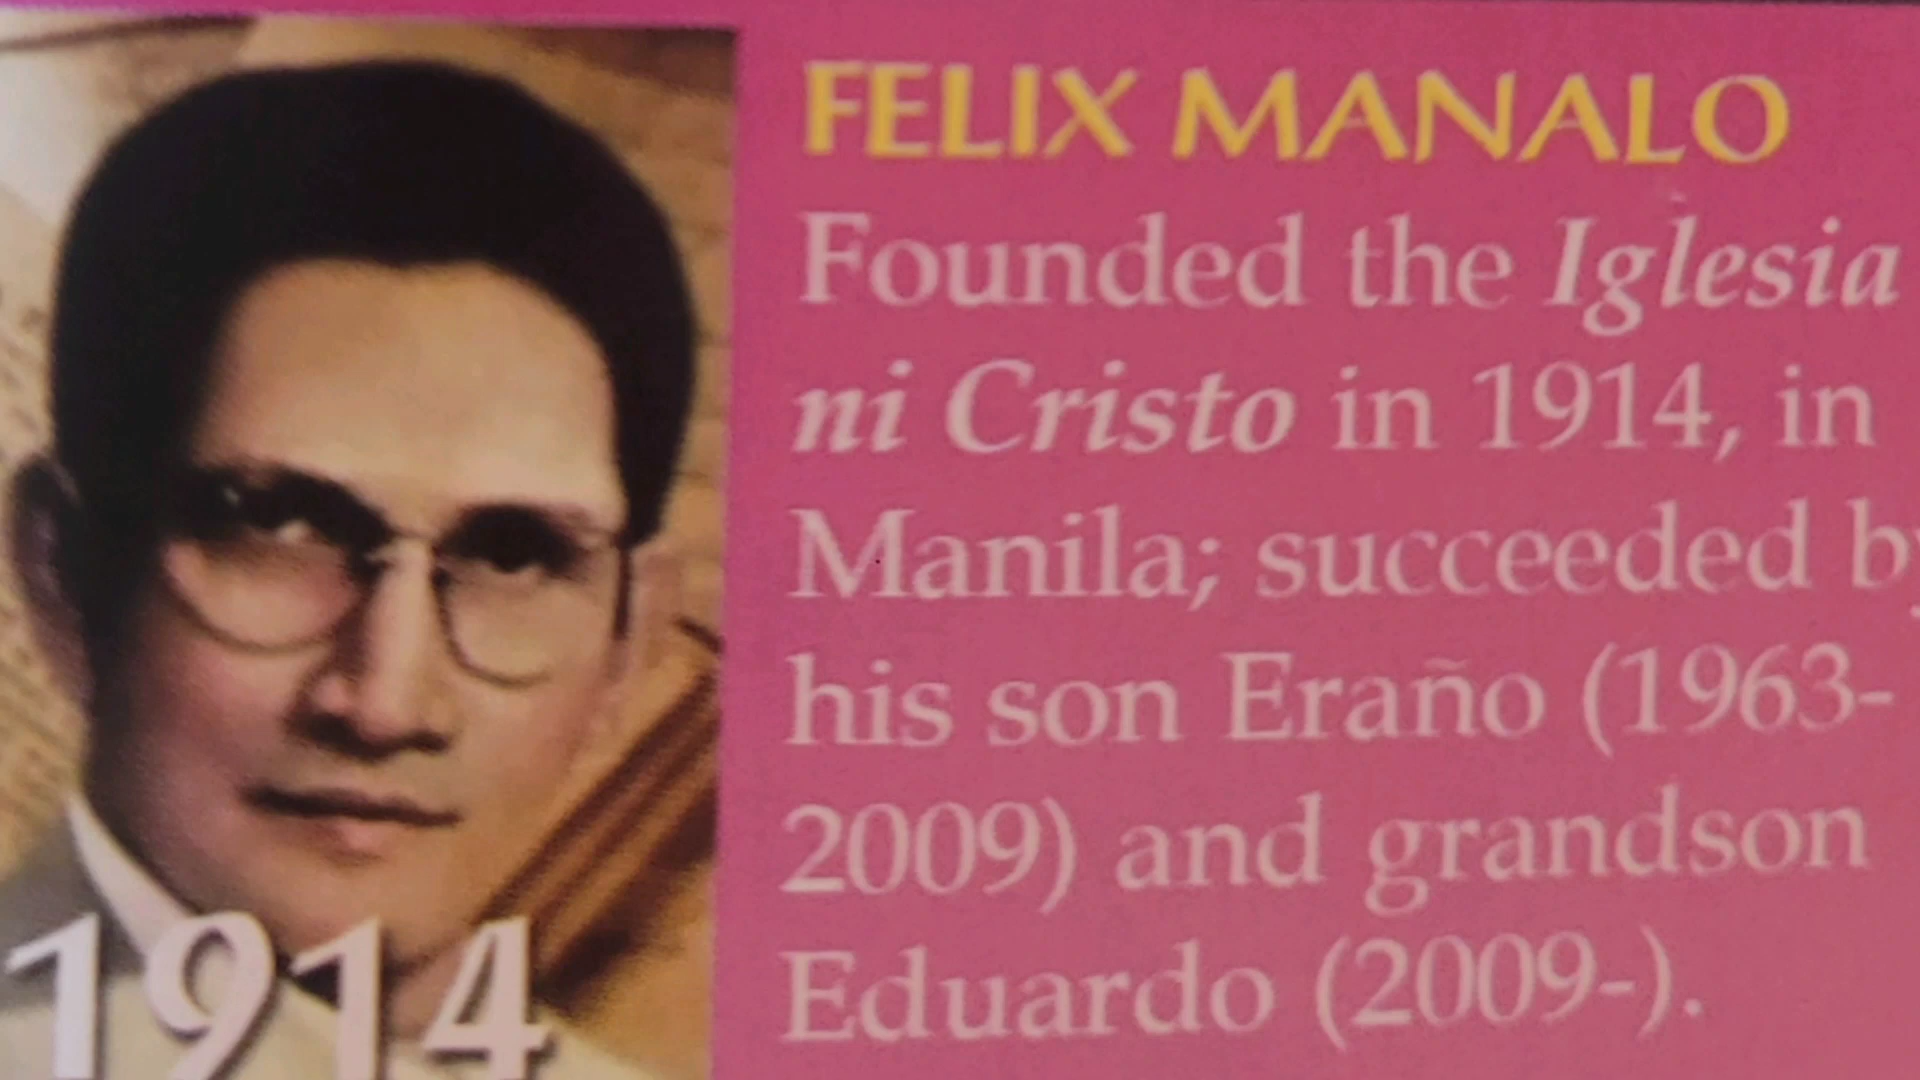 FELIX MANALO
Founded the Iglesia
ni Cristo in 1914, in
Manila; succeeded by
his son Eraño (1963-
2009) and grandson
Eduardo (2009-).
1914